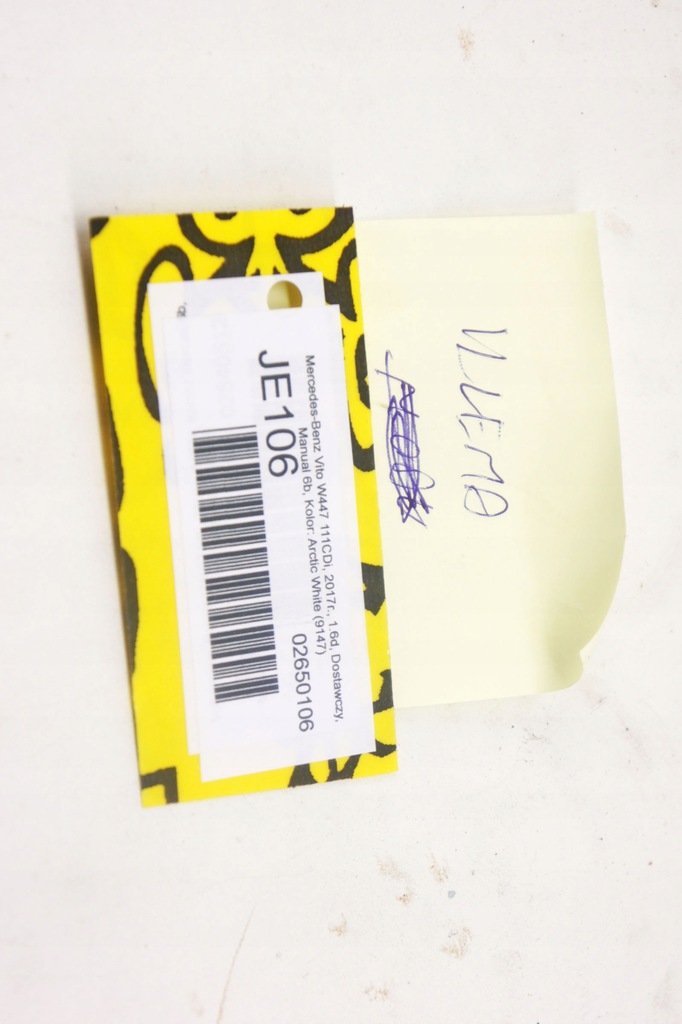 Mercedes-Benz Vito W447 111CDi, 2017r., 1.6d, Dostawczy,
Manual 6b, Kolor: Arctic White (9147)
JE106
02650106